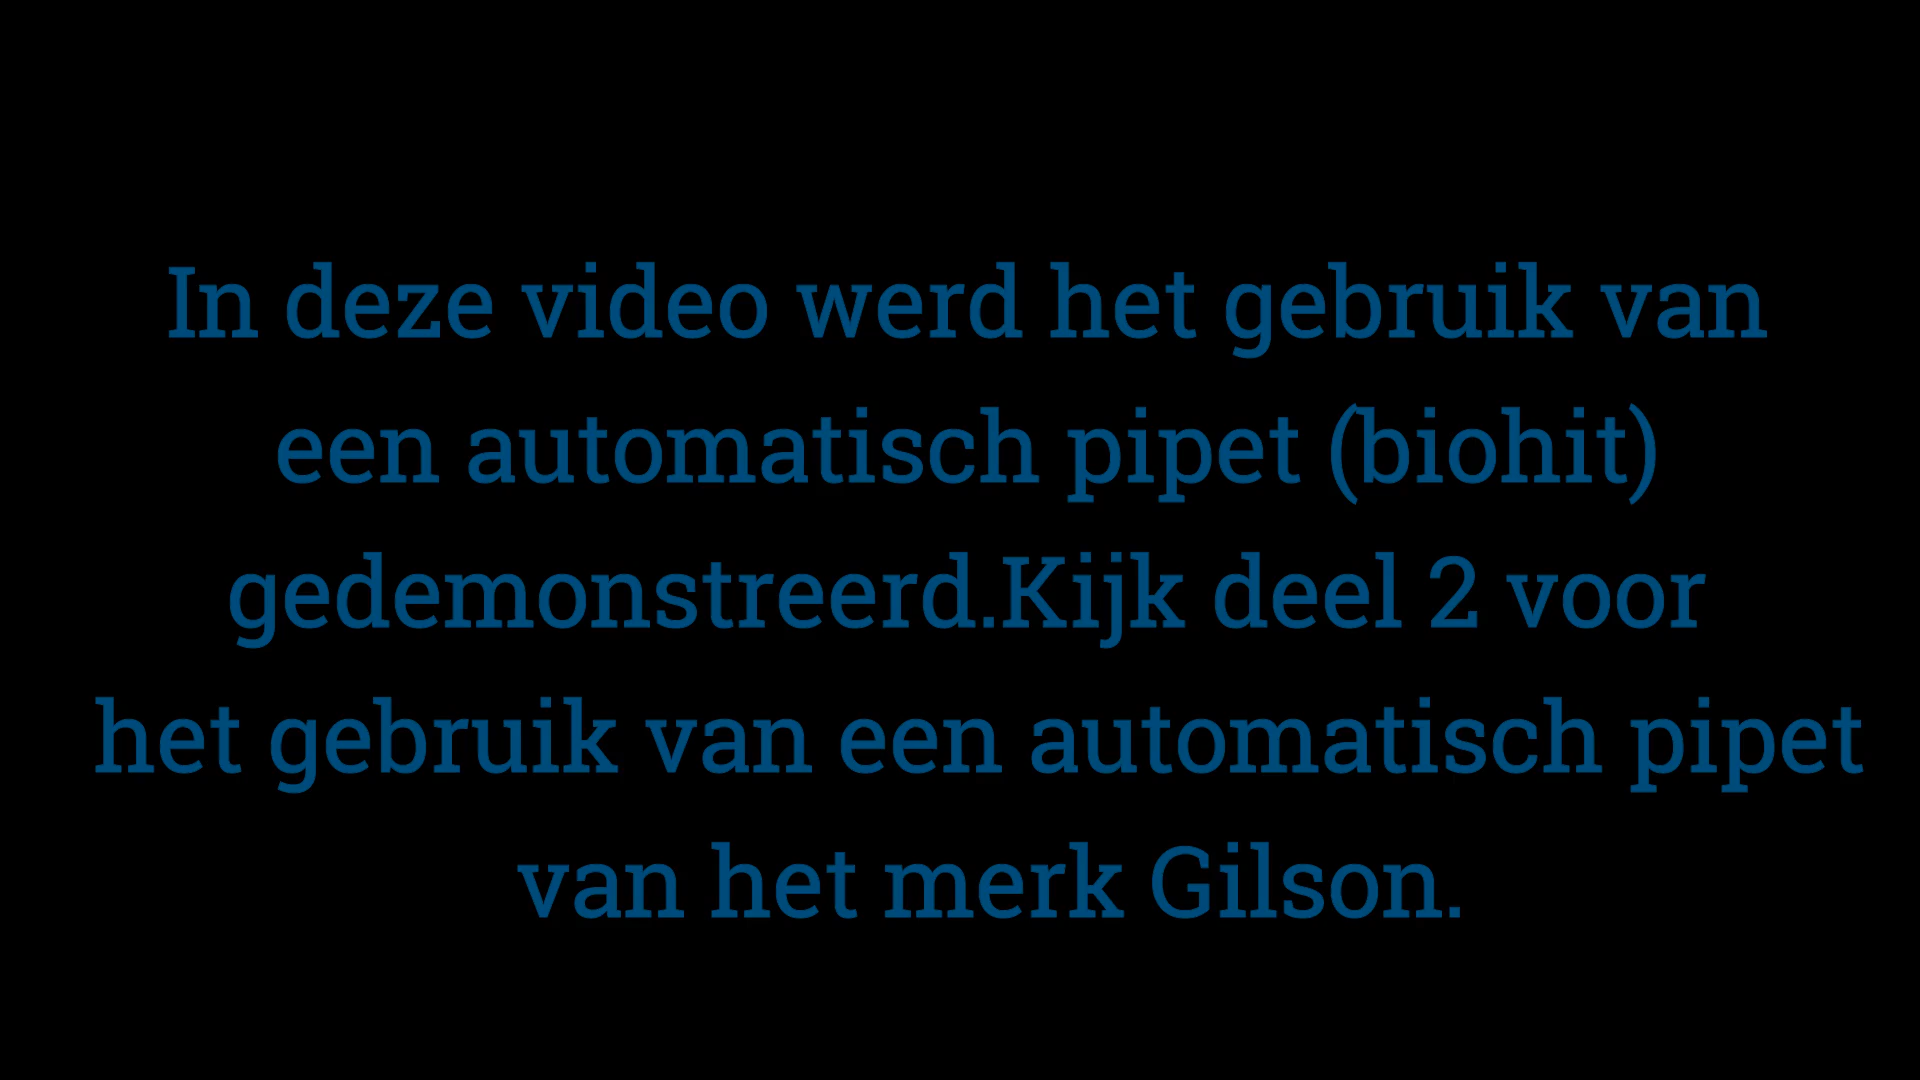 In deze video werd het gebruik van
een automatisch pipet (biohit)
gedemonstreerd.Kijk deel 2 voor
het gebruik van een automatisch pipet
van het merk Gilson.